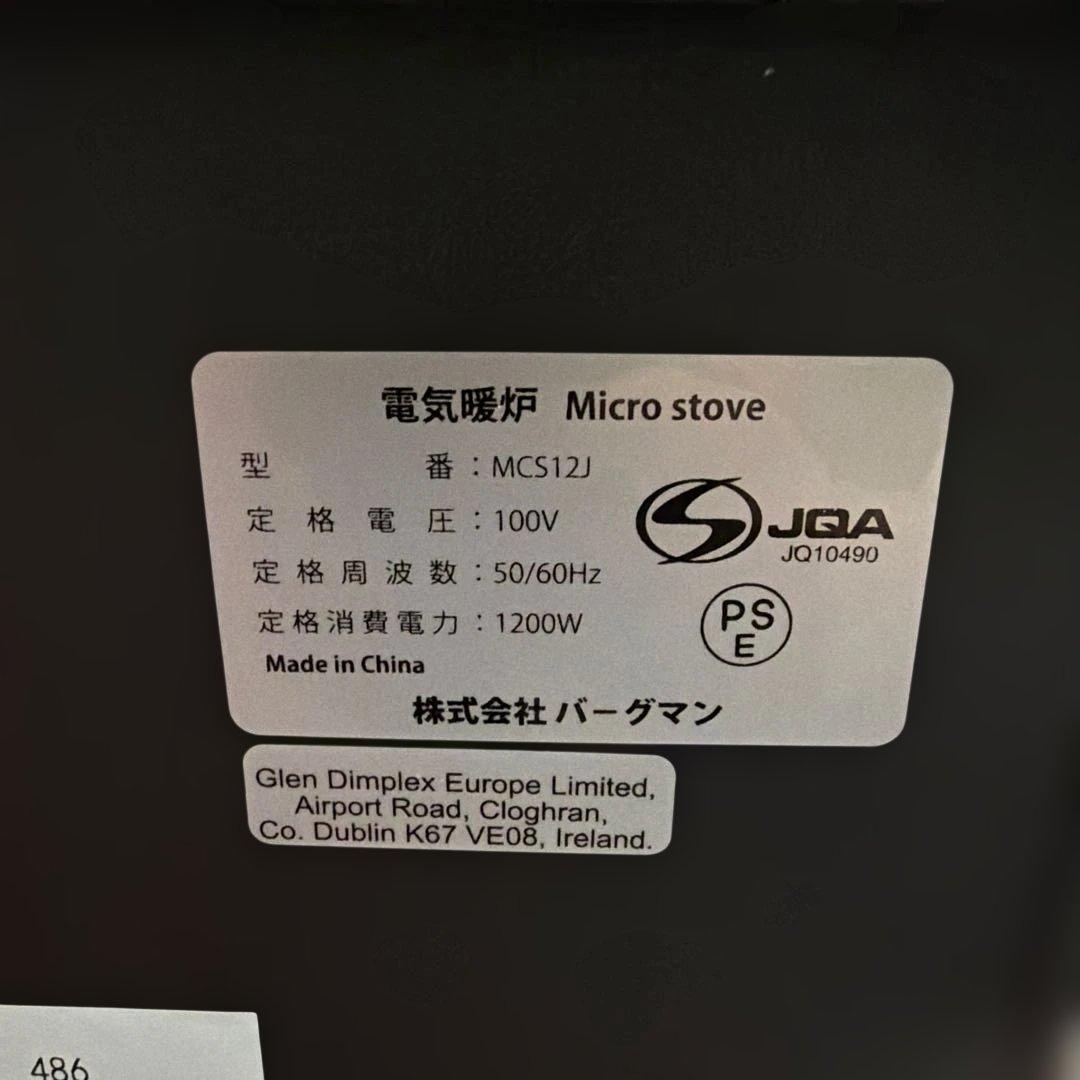 電気暖炉 Micro stove
型番：MCS12J
定格電圧：100V
定格周波数：50/60Hz
定格消費電力：1200W
Made in China
JQA
JQ10490
PS
E
株式会社バーグマン
Glen Dimplex Europe Limited,
Airport Road, Cloghran,
Co. Dublin K67 VE08, Ireland.
486